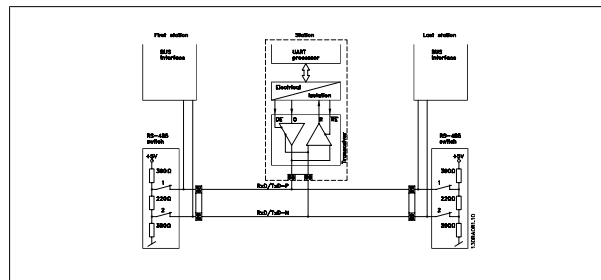 First station
Station
Last station
BUS
interface
UART
processor
BUS
interface
Electrical
Isolation
DE
D
R
RE
Transmitter
RS-485
switch
RS-485
switch
+5V
+5V
390Ω
390Ω
1
RxD/TxD-P
1
220Ω
220Ω
2
RxD/TxD-N
2
390Ω
390Ω